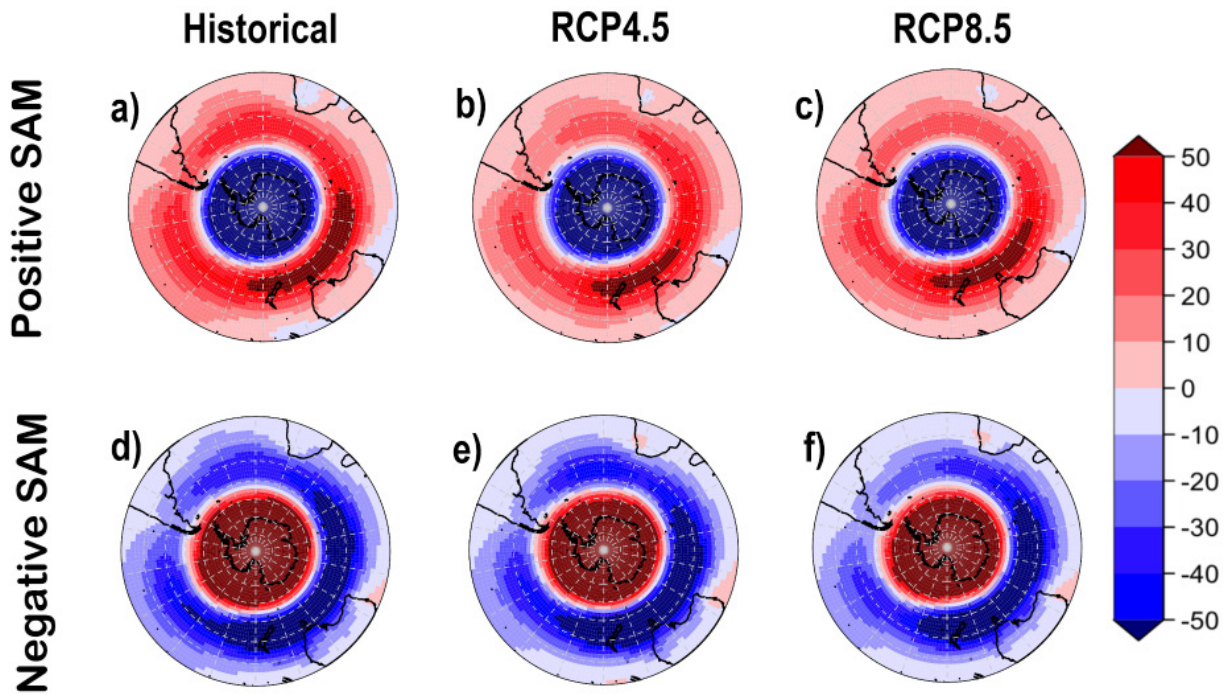 Historical
RCP4.5
RCP8.5
Positive SAM
a)
b)
c)
Negative SAM
d)
e)
f)
50
40
30
20
10
0
-10
-20
-30
-40
-50